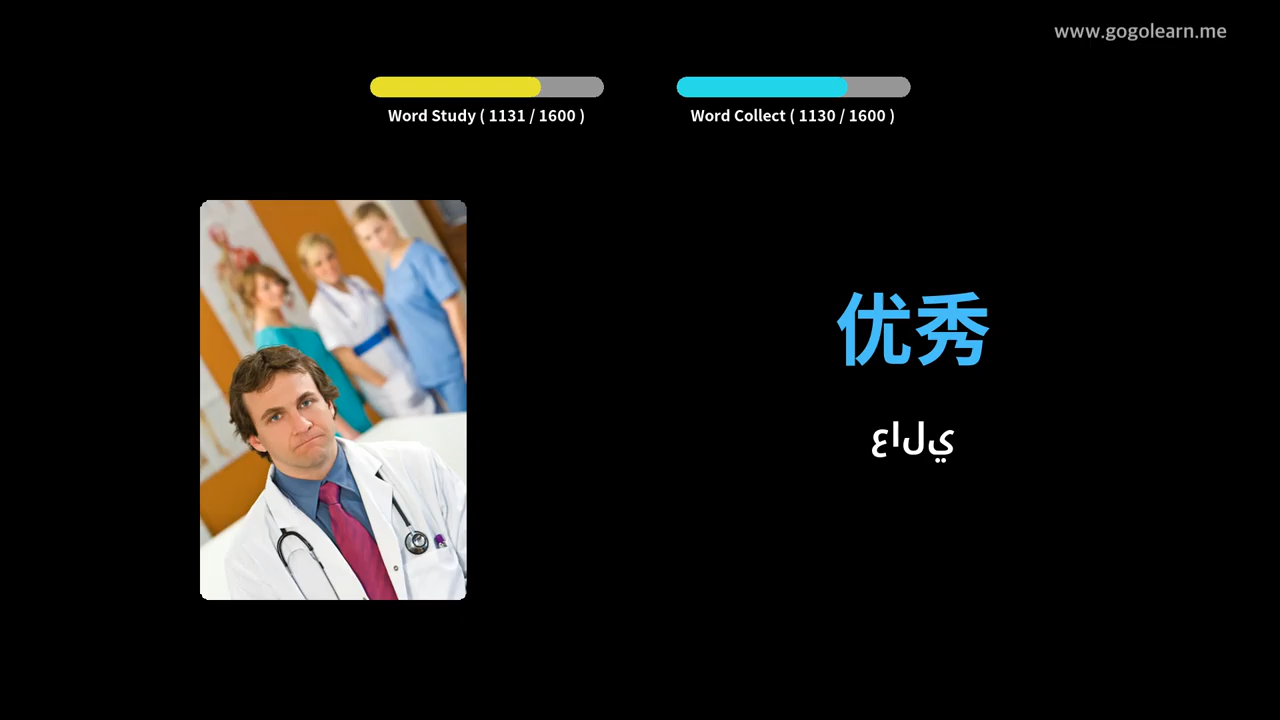 www.gogolearn.me
Word Study ( 1131 / 1600 )
Word Collect ( 1130 / 1600 )
优秀
عالي